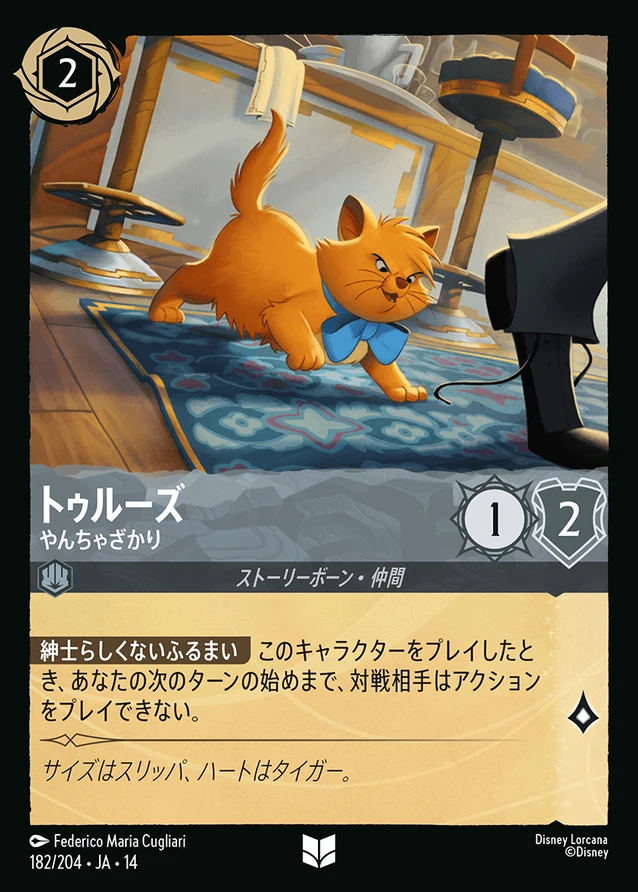 2
トゥルーズ
やんちゃざかり
1
2
ストーリーボーン・仲間
紳士らしくないふるまい このキャラクターをプレイしたと
き、あなたの次のターンの始めまで、対戦相手はアクション
をプレイできない。
サイズはスリッパ、ハートはタイガー。
Federico Maria Cugliari
182/204・JA・14
Disney Lorcana
©Disney